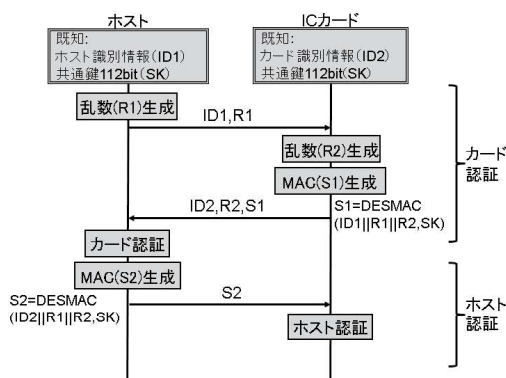 ホスト
ICカード
既知:
ホスト識別情報(ID1)
共通鍵112bit(SK)
既知:
カード識別情報(ID2)
共通鍵112bit(SK)
乱数(R1)生成
ID1,R1
乱数(R2)生成
MAC(S1)生成
カード
認証
ID2,R2,S1
S1=DESMAC
(ID1||R1||R2,SK)
カード認証
MAC(S2)生成
S2=DESMAC
(ID2||R1||R2,SK)
S2
ホスト認証
ホスト
認証